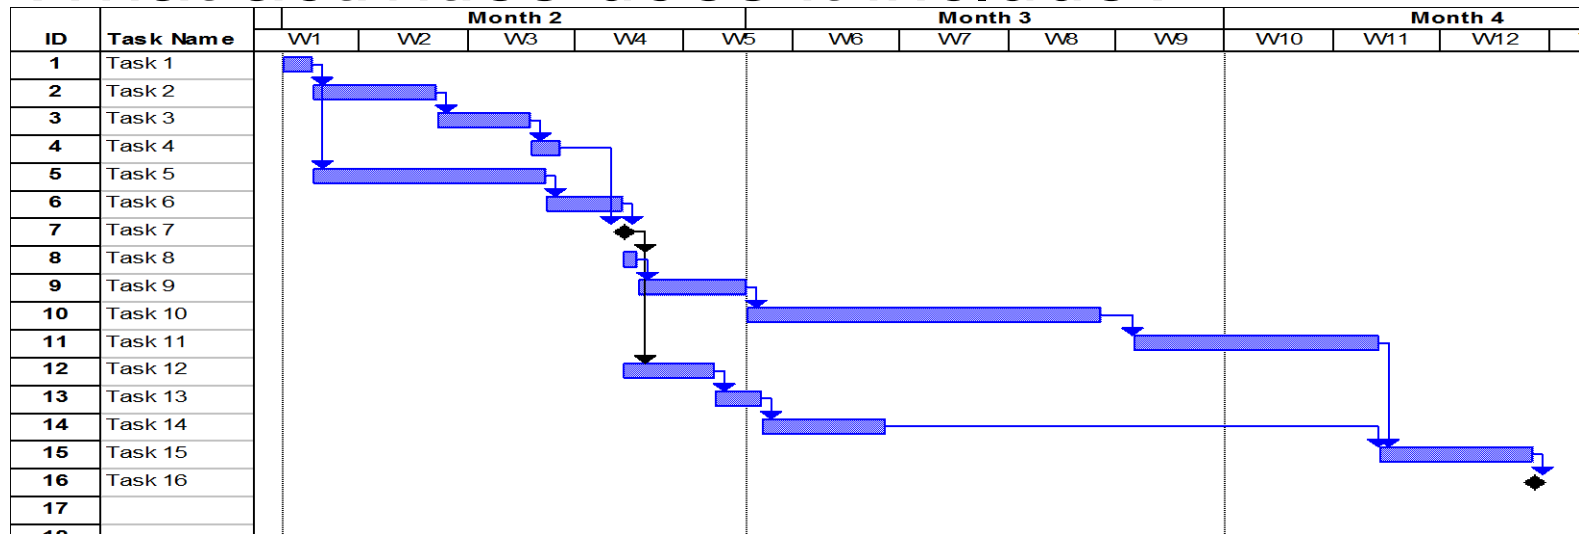 Month 2 Month 3 Month 4
ID Task Name W1 W2 W3 W4 W5 W6 W7 W8 W9 W10 W11 W12
1 Task 1
2 Task 2
3 Task 3
4 Task 4
5 Task 5
6 Task 6
7 Task 7
8 Task 8
9 Task 9
10 Task 10
11 Task 11
12 Task 12
13 Task 13
14 Task 14
15 Task 15
16 Task 16
17